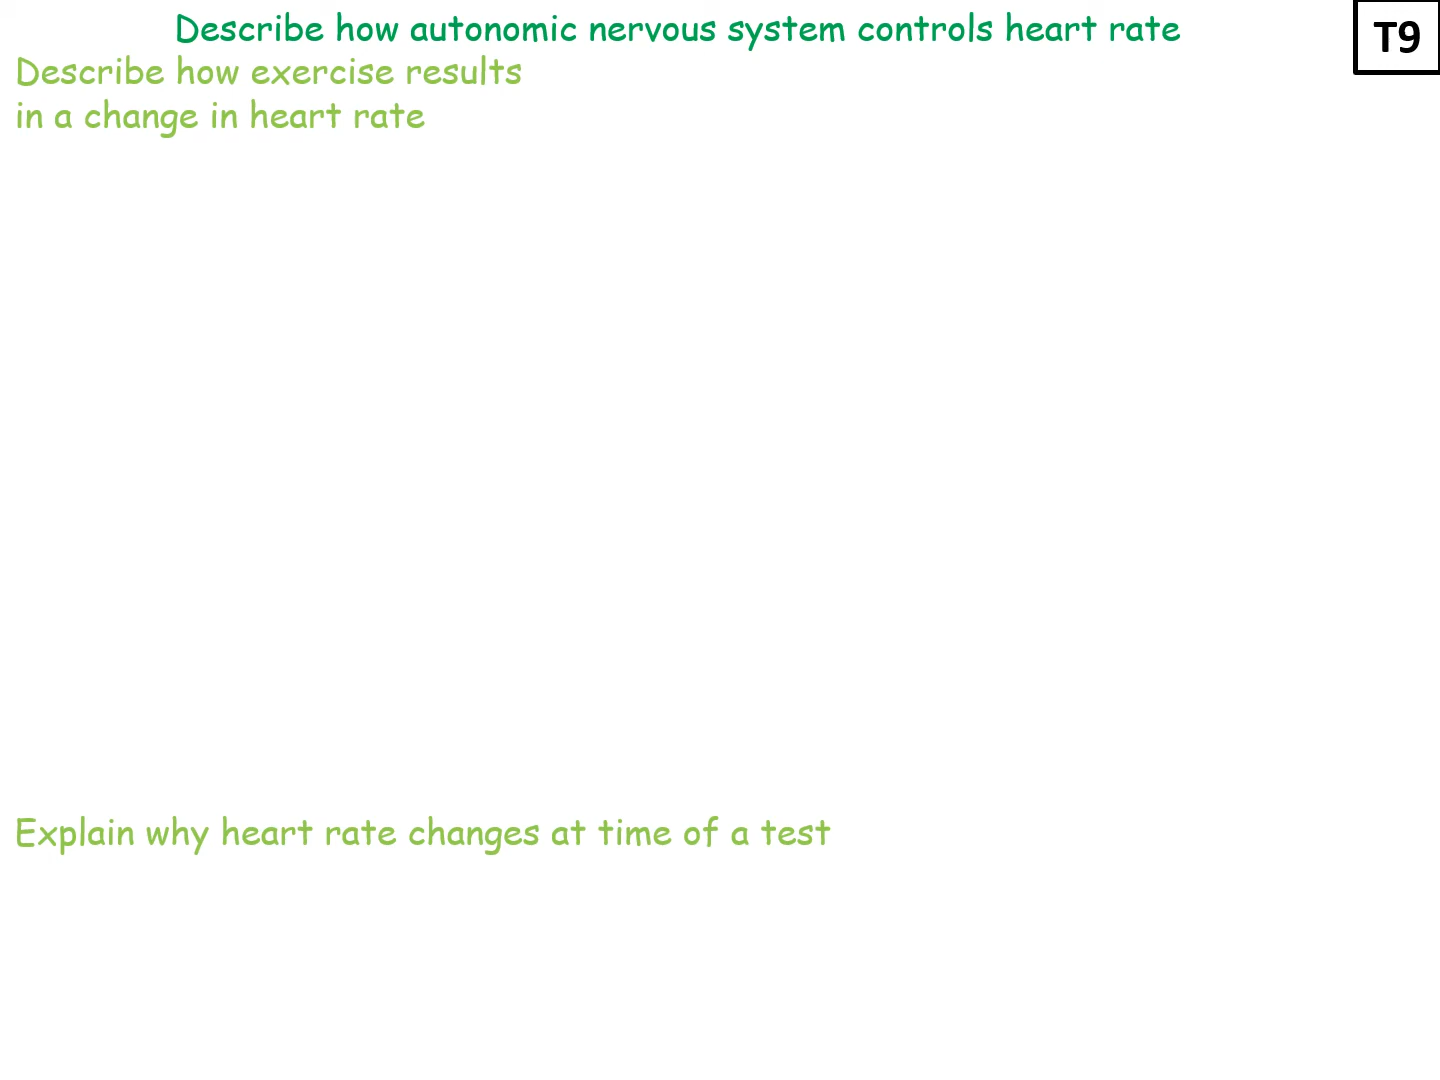 Describe how autonomic nervous system controls heart rate
T9
Describe how exercise results
in a change in heart rate
Explain why heart rate changes at time of a test